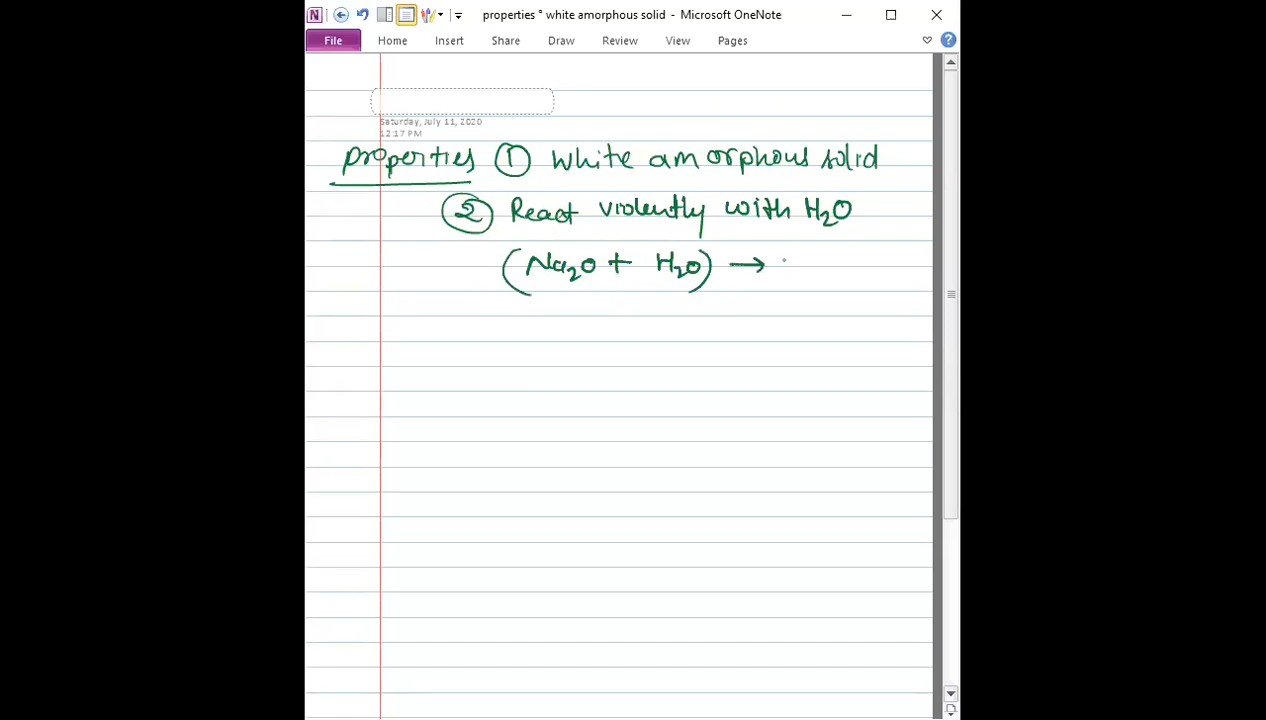 properties ° white amorphous solid - Microsoft OneNote
File Home Insert Share Draw Review View Pages
Saturday, July 11, 2020
12:17 PM
properties ① White amorphous solid
② React violently with H₂O
(Na₂O + H₂O) →